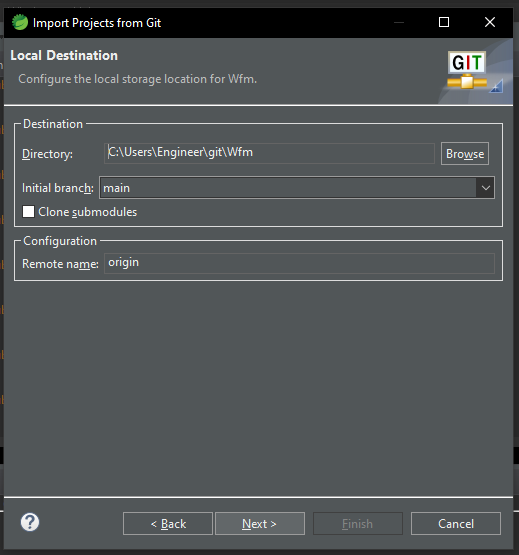 Import Projects from Git
Local Destination
Configure the local storage location for Wfm.
GIT
Destination
Directory: C:\Users\Engineer\git\Wfm Browse
Initial branch: main
Clone submodules
Configuration
Remote name: origin
?
< Back Next > Finish Cancel